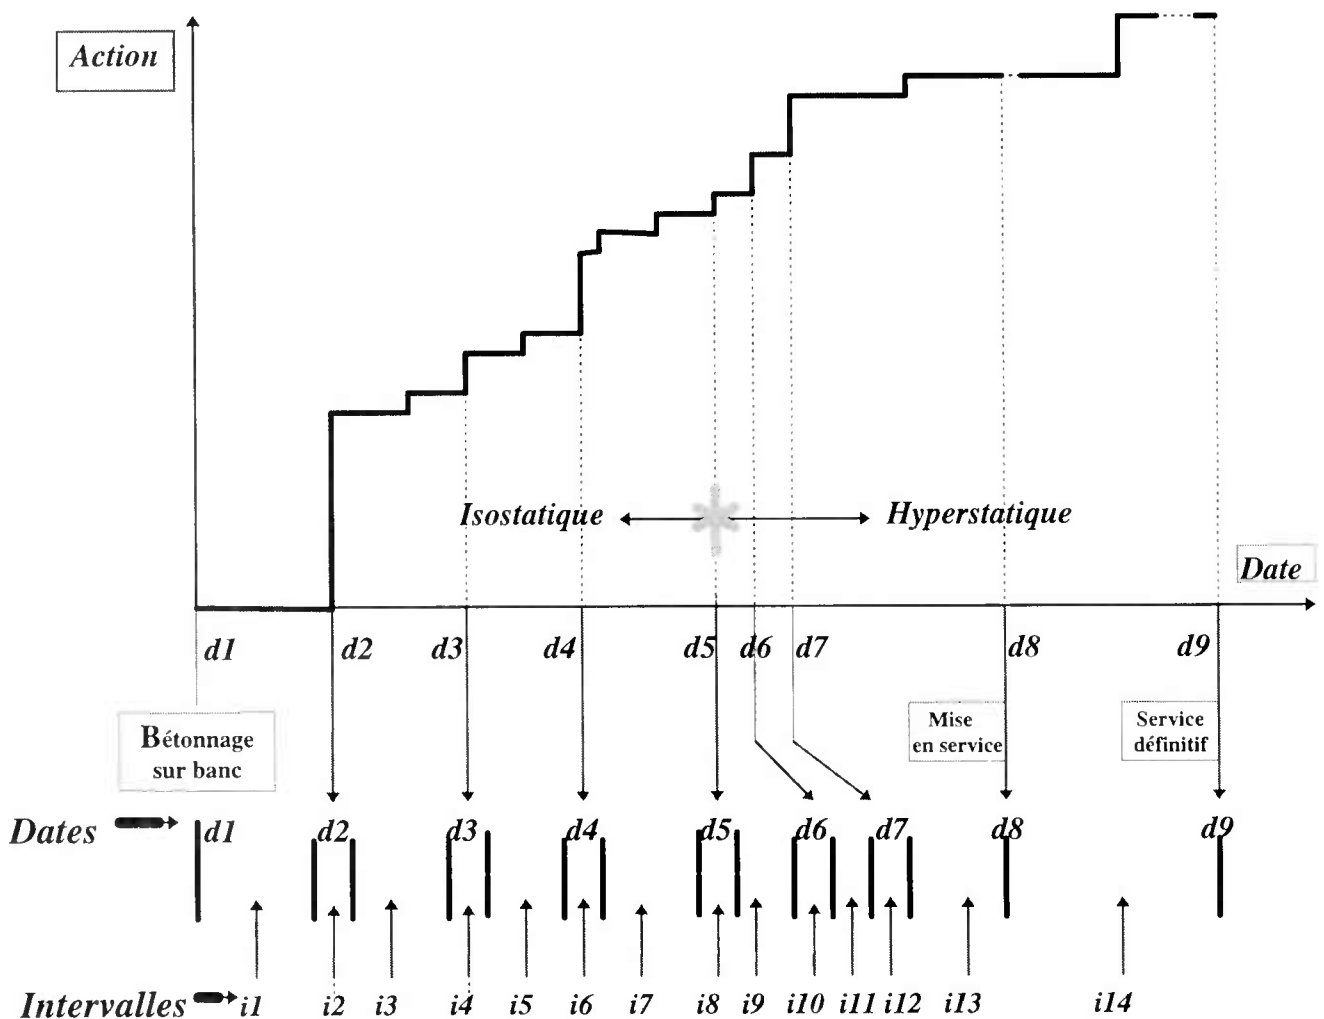 Action
Isostatique
Hyperstatique
Date
d1 d2 d3 d4 d5 d6 d7 d8 d9
Bétonnage
sur banc
Mise
en service
Service
définitif
Dates d1 d2 d3 d4 d5 d6 d7 d8 d9
Intervalles i1 i2 i3 i4 i5 i6 i7 i8 i9 i10 i11 i12 i13 i14